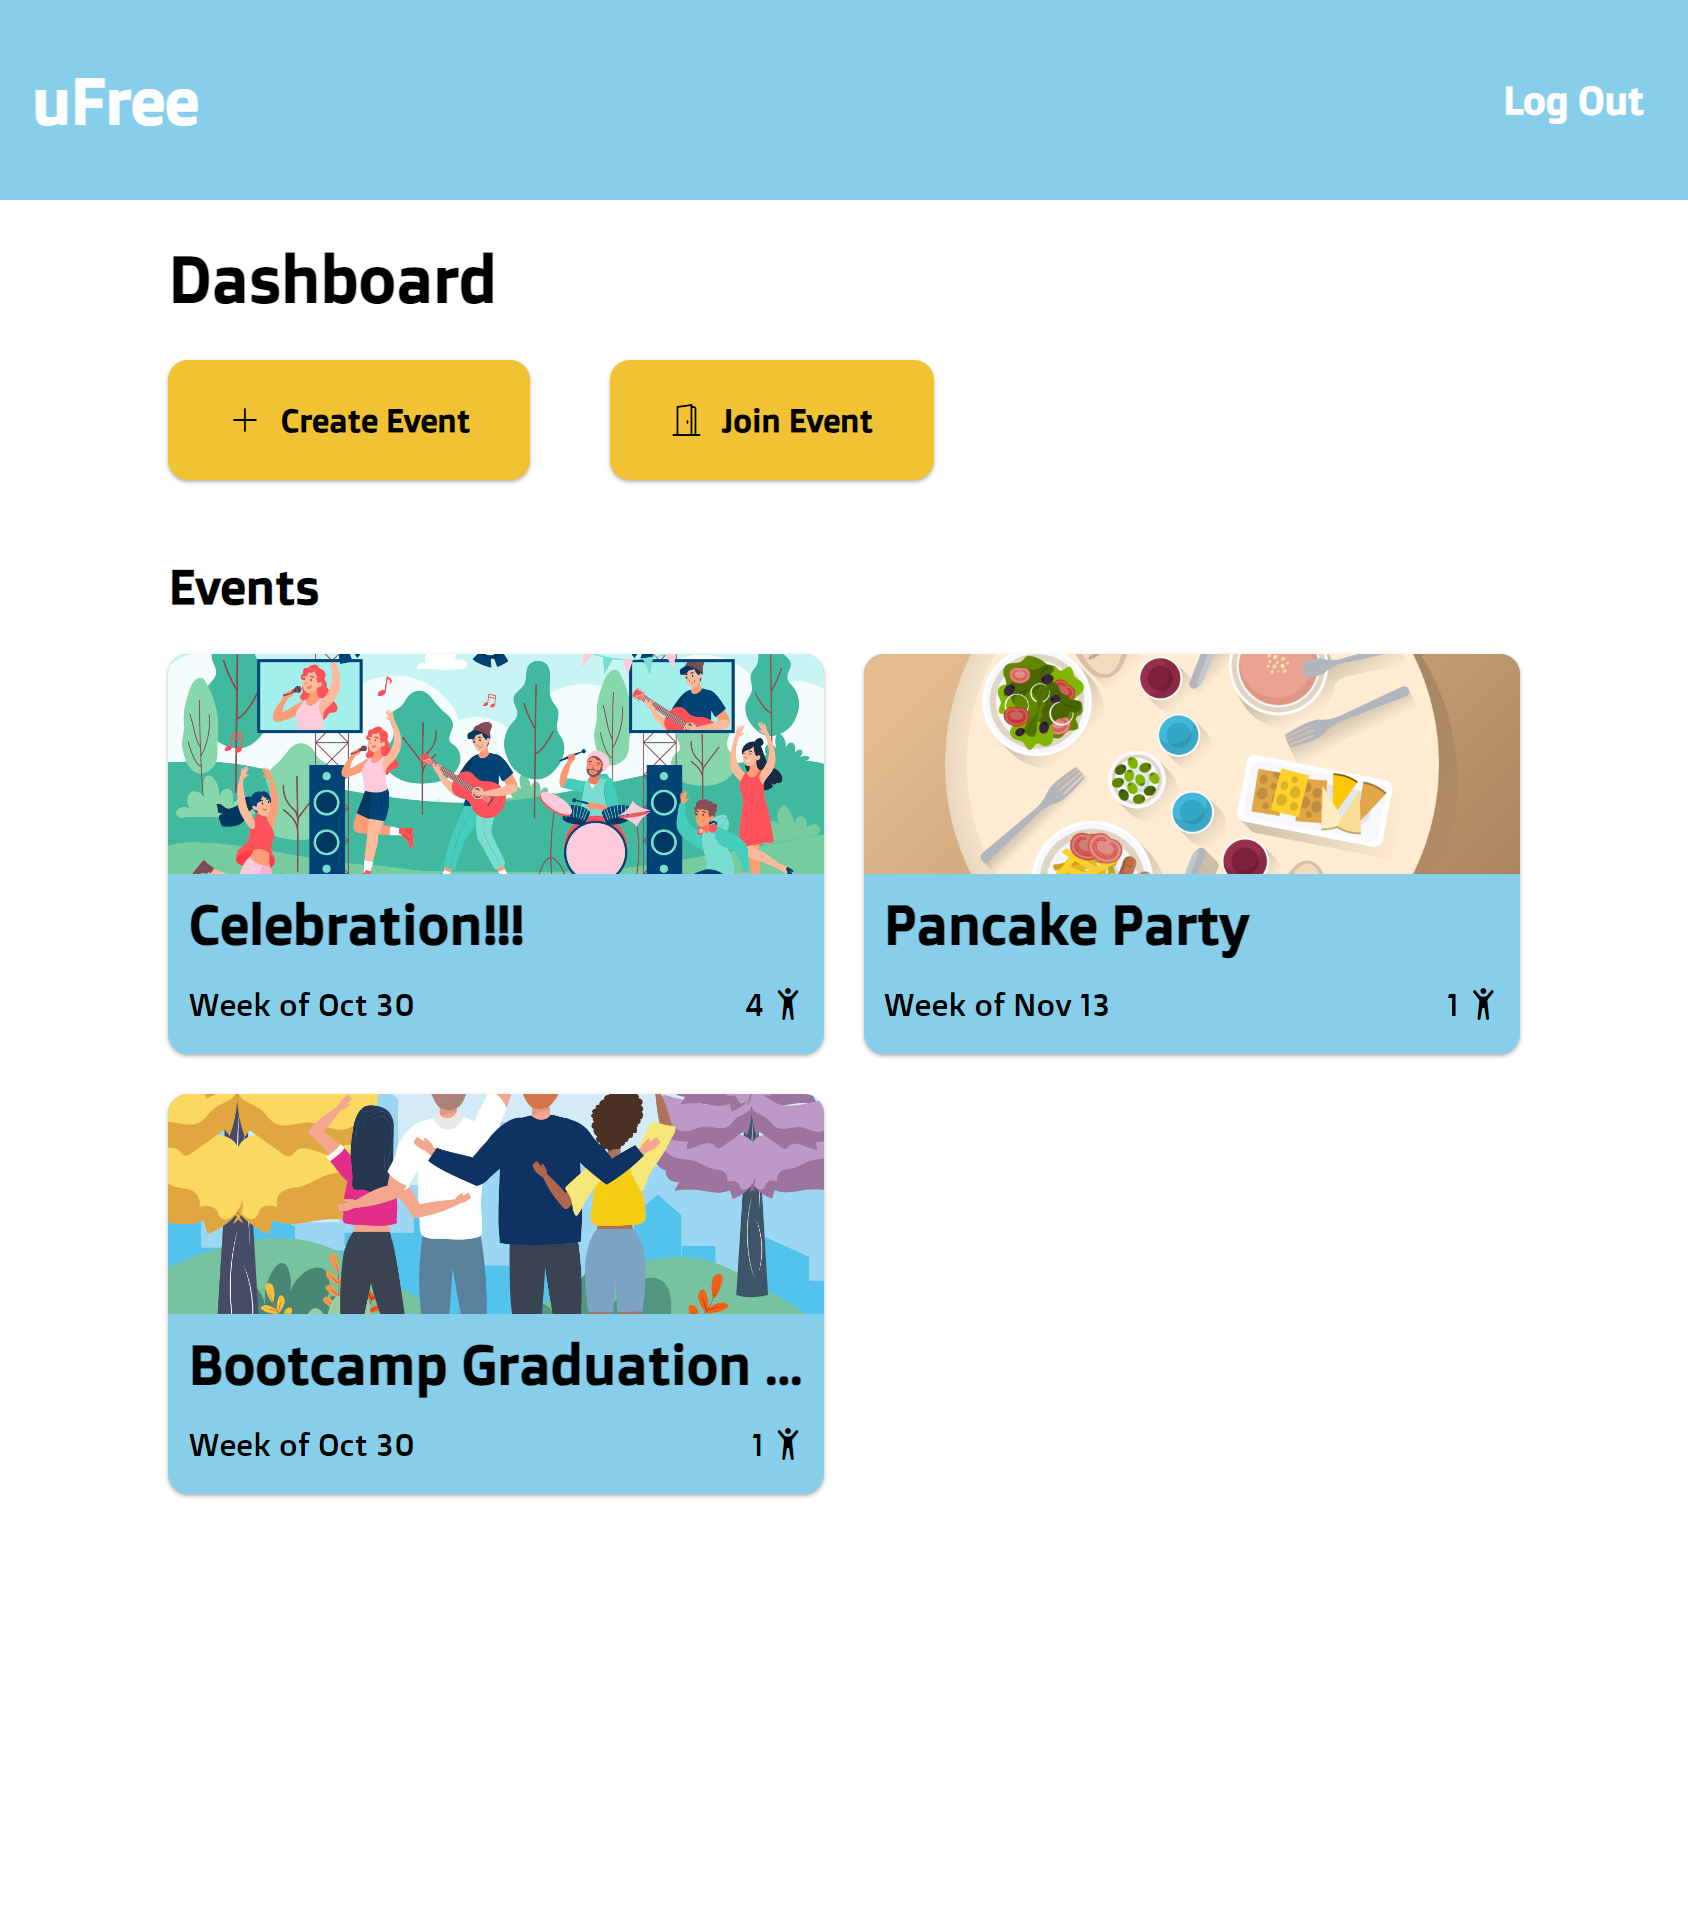 uFree
Log Out
Dashboard
Create Event
Join Event
Events
Celebration!!!
Week of Oct 30
4
Pancake Party
Week of Nov 13
1
Bootcamp Graduation ...
Week of Oct 30
1